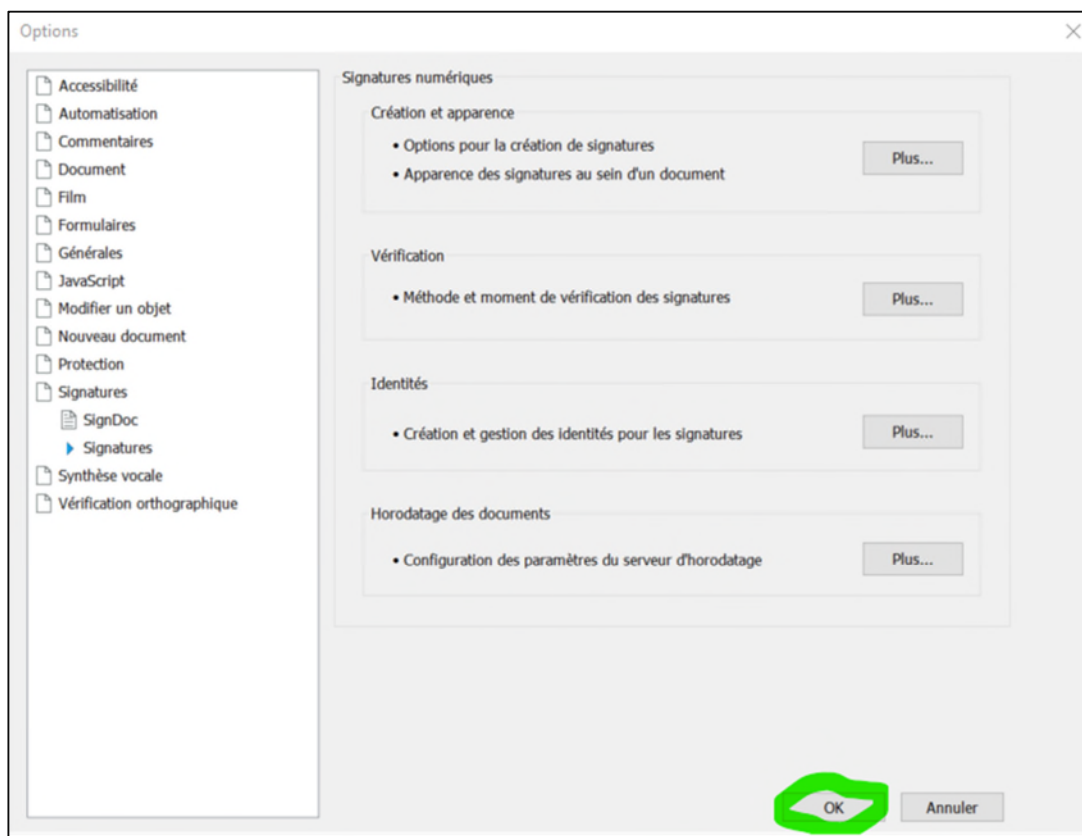 Options
Accessibilité
Automatisation
Commentaires
Document
Film
Formulaires
Générales
JavaScript
Modifier un objet
Nouveau document
Protection
Signatures
SignDoc
Signatures
Synthèse vocale
Vérification orthographique
Signatures numériques
Création et apparence
• Options pour la création de signatures
• Apparence des signatures au sein d'un document
Plus...
Vérification
• Méthode et moment de vérification des signatures
Plus...
Identités
• Création et gestion des identités pour les signatures
Plus...
Horodatage des documents
• Configuration des paramètres du serveur d'horodatage
Plus...
OK
Annuler